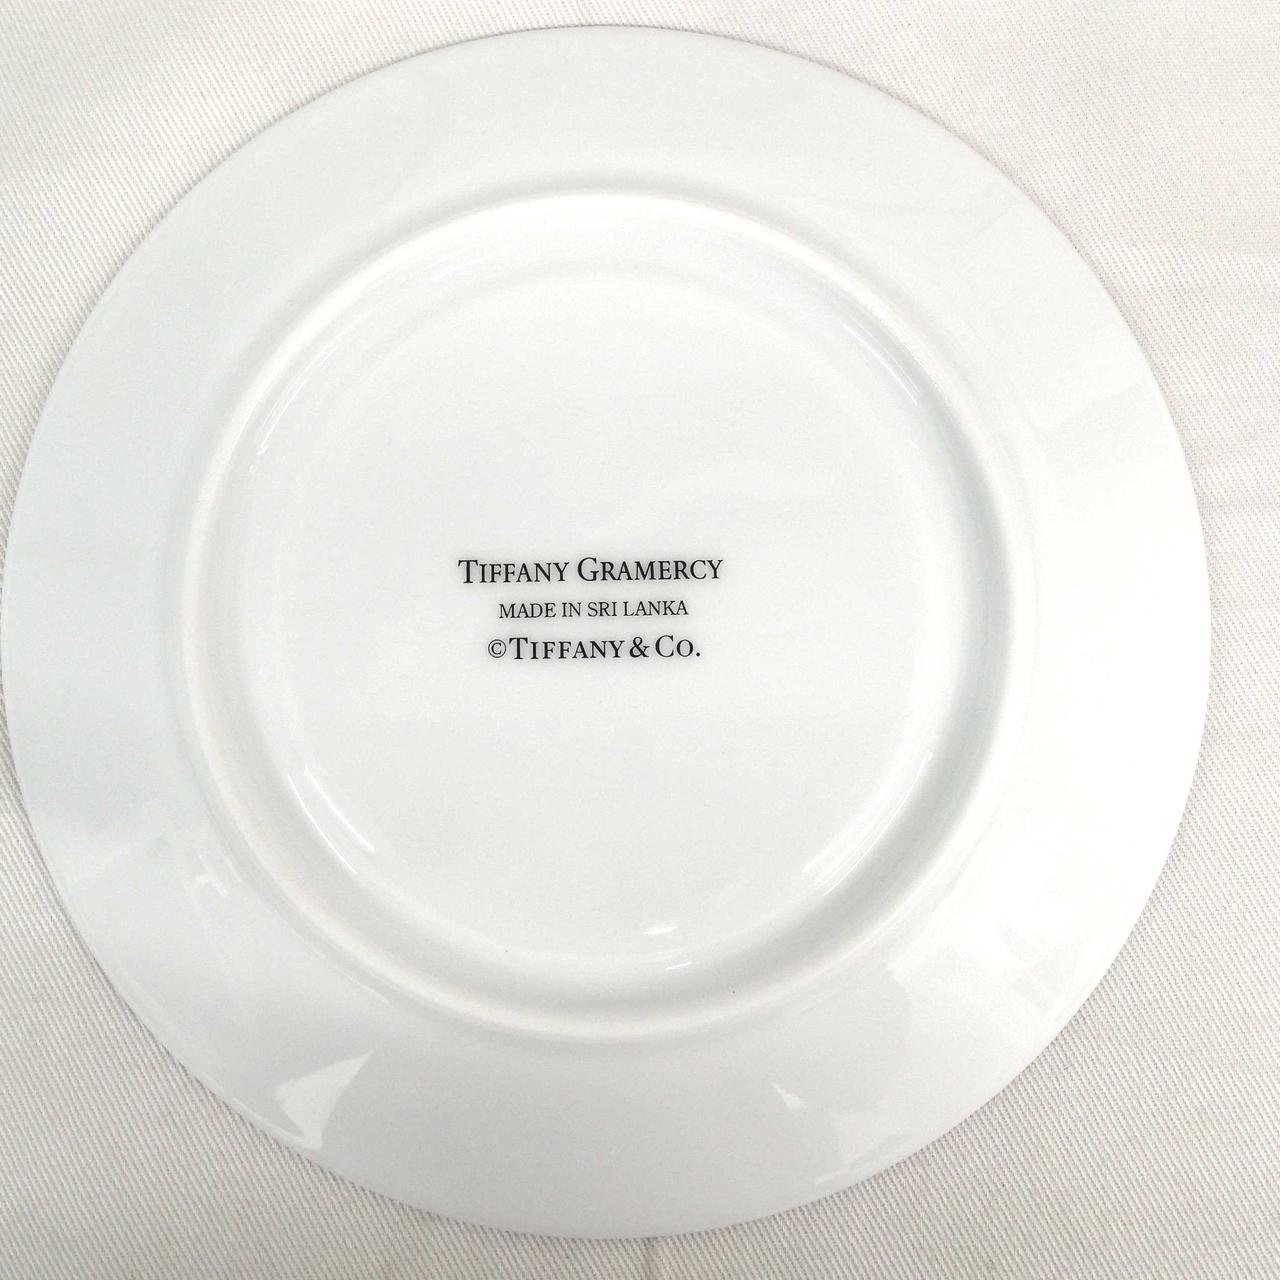 TIFFANY GRAMERCY
MADE IN SRI LANKA
©TIFFANY & CO.